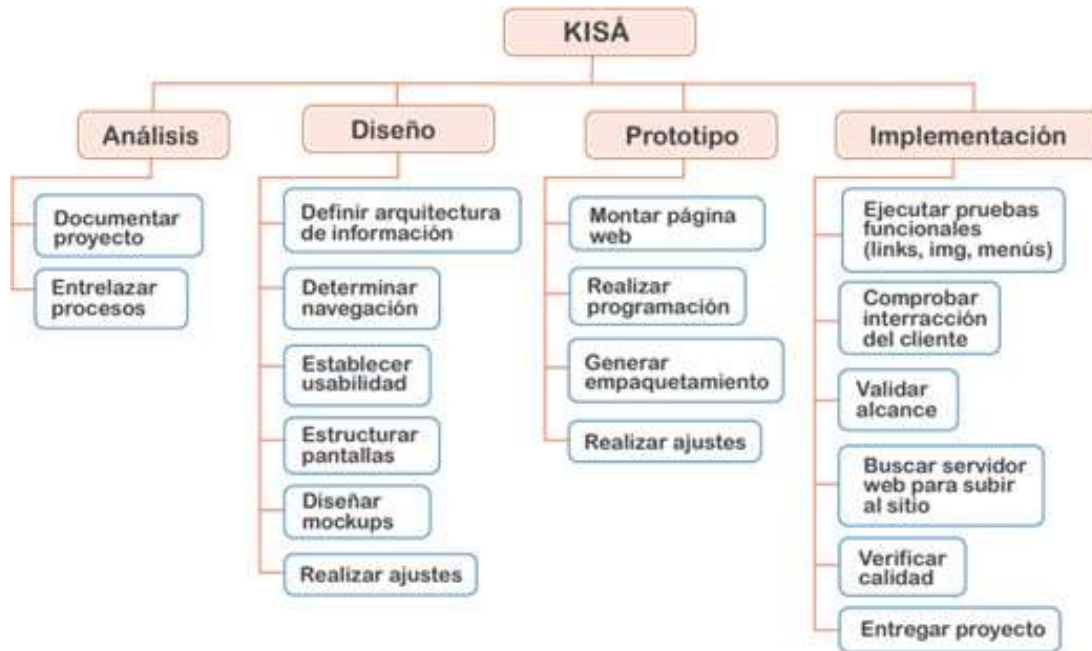 KISÁ
Análisis
Documentar
proyecto
Entrelazar
procesos
Diseño
Definir arquitectura
de información
Determinar
navegación
Establecer
usabilidad
Estructurar
pantallas
Diseñar
mockups
Realizar ajustes
Prototipo
Montar página
web
Realizar
programación
Generar
empaquetamiento
Realizar ajustes
Implementación
Ejecutar pruebas
funcionales
(links, img, menús)
Comprobar
interracción
del cliente
Validar
alcance
Buscar servidor
web para subir
al sitio
Verificar
calidad
Entregar proyecto